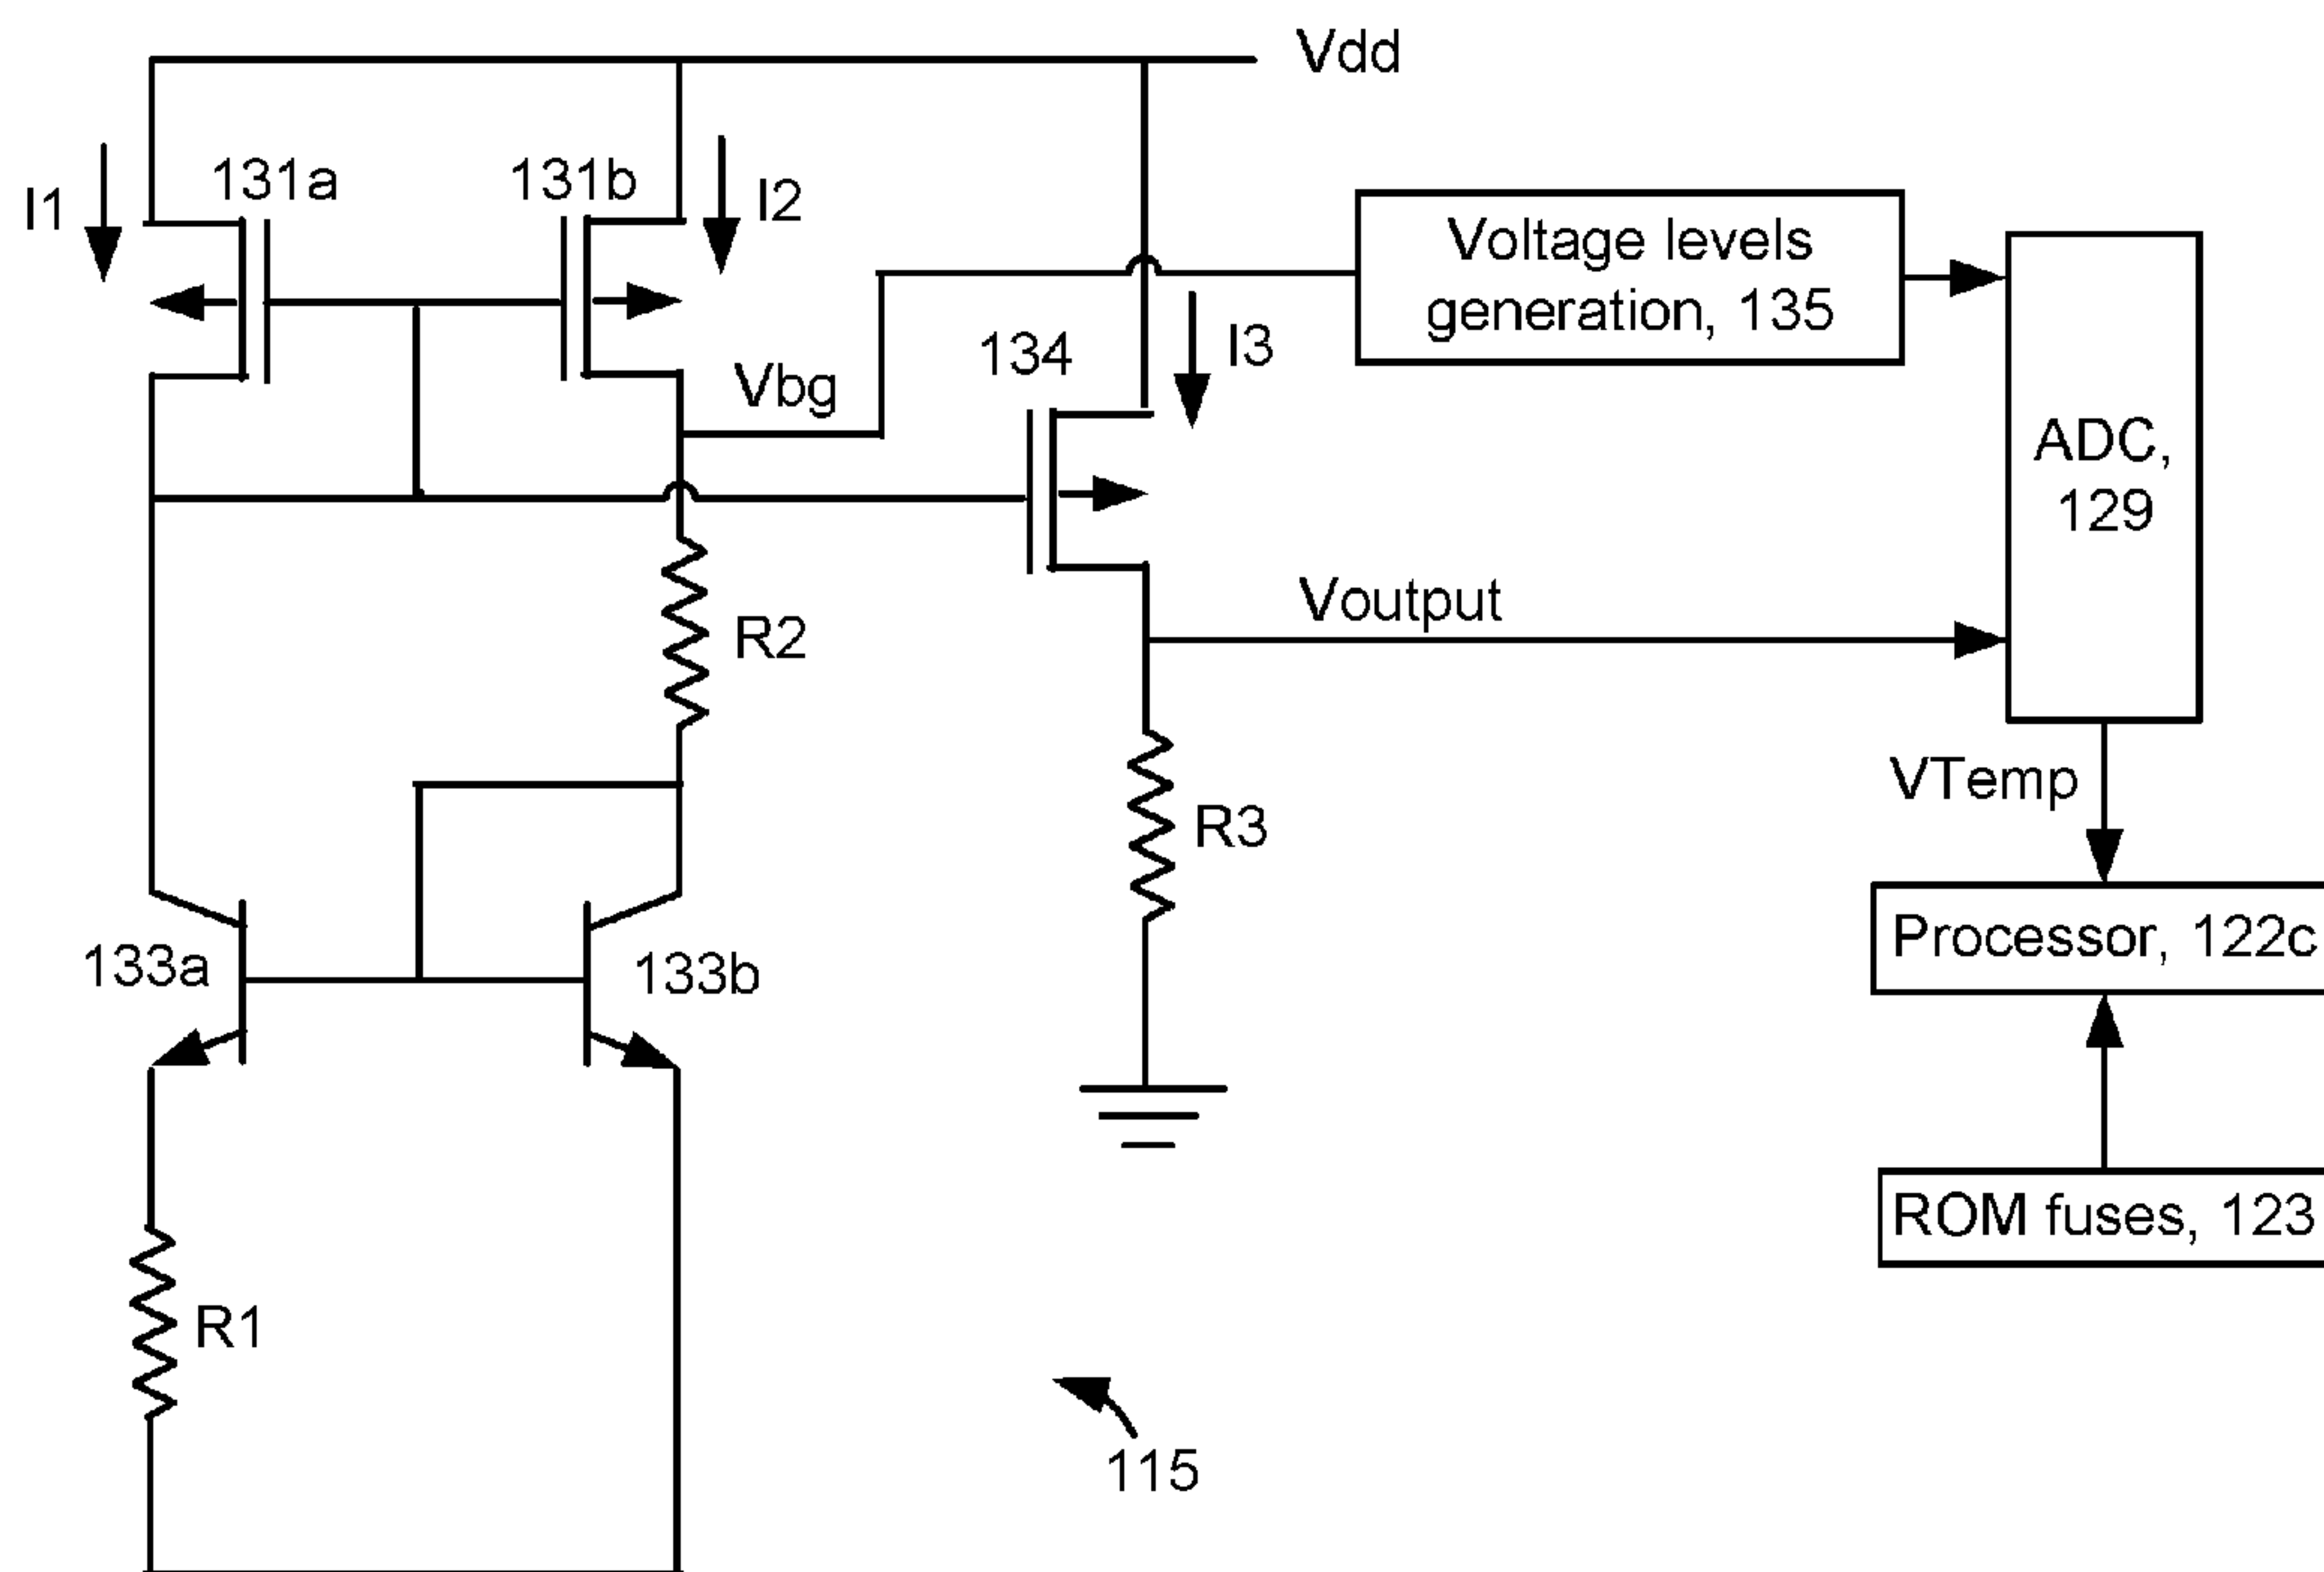 Vdd
I1
131a
131b
I2
Voltage levels
generation, 135
134
I3
Vbg
ADC,
129
Voutput
R2
VTemp
R3
133a
133b
Processor, 122c
ROM fuses, 123
R1
115